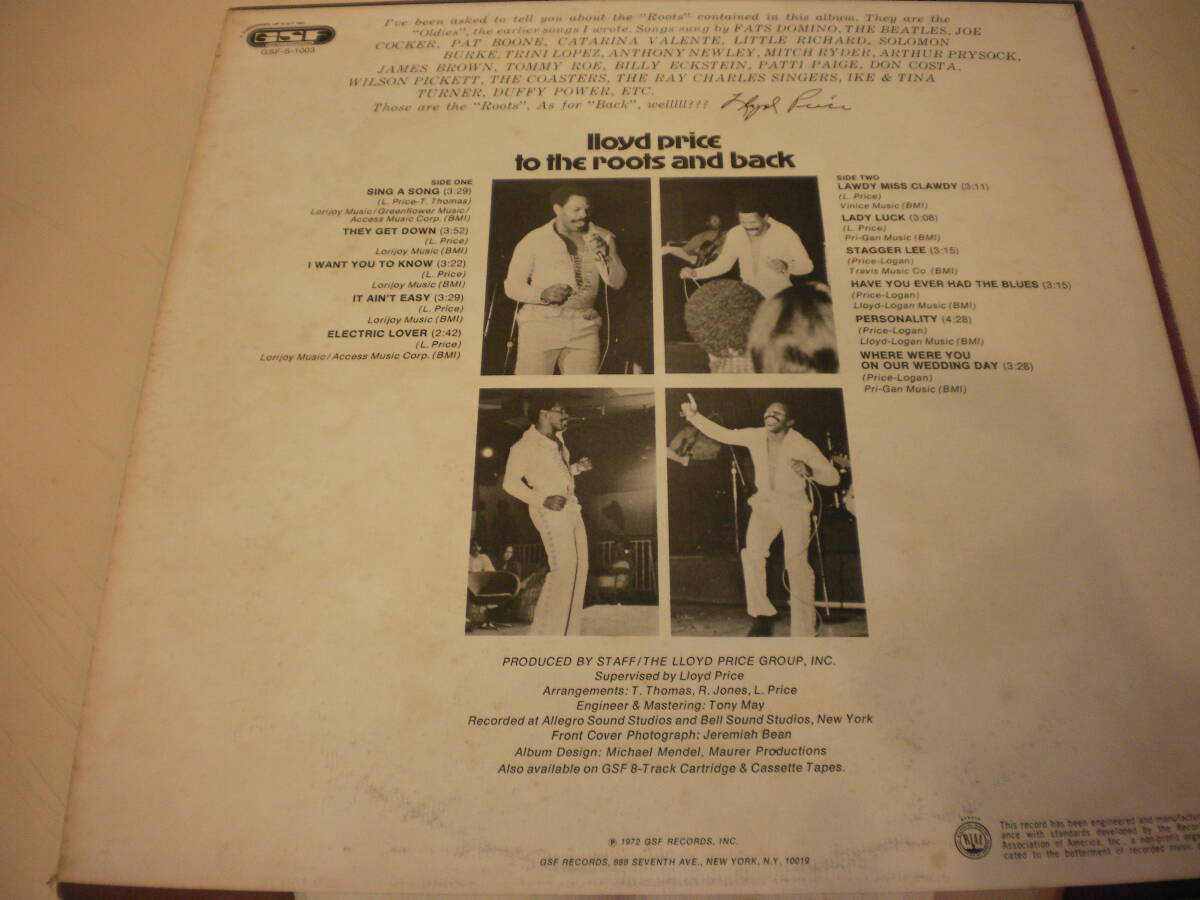 GSF
GSF-S-1003
I've been asked to tell you about the "Roots" contained in this album. They are the
"Oldies", the earlier songs I wrote. Songs sung by FATS DOMINO, THE BEATLES, JOE
COCKER, PAT BOONE, CATARINA VALENTE, LITTLE RICHARD, SOLOMON
BURKE, TRINI LOPEZ, ANTHONY NEWLEY, MITCH RYDER, ARTHUR PRYSOCK,
JAMES BROWN, TOMMY ROE, BILLY ECKSTEIN, PATTI PAIGE, DON COSTA,
WILSON PICKETT, THE COASTERS, THE RAY CHARLES SINGERS, IKE & TINA
TURNER, DUFFY POWER, ETC.
Those are the "Roots". As for "Back", wellllll??? Lloyd Price
lloyd price
to the roots and back
SIDE ONE
SING A SONG (3:29)
(L. Price-T. Thomas)
Lorijoy Music/Greenflower Music/
Access Music Corp. (BMI)
THEY GET DOWN (3:52)
(L. Price)
Lorijoy Music (BMI)
I WANT YOU TO KNOW (3:22)
(L. Price)
Lorijoy Music (BMI)
IT AIN'T EASY (3:29)
(L. Price)
Lorijoy Music (BMI)
ELECTRIC LOVER (2:42)
(L. Price)
Lorijoy Music/Access Music Corp. (BMI)
SIDE TWO
LAWDY MISS CLAWDY (3:11)
(L. Price)
Vinice Music (BMI)
LADY LUCK (3:08)
(L. Price)
Pri-Gan Music (BMI)
STAGGER LEE (3:15)
(Price-Logan)
Travis Music Co. (BMI)
HAVE YOU EVER HAD THE BLUES (3:15)
(Price-Logan)
Lloyd-Logan Music (BMI)
PERSONALITY (4:28)
(Price-Logan)
Lloyd-Logan Music (BMI)
WHERE WERE YOU
ON OUR WEDDING DAY (3:28)
(Price-Logan)
Pri-Gan Music (BMI)
PRODUCED BY STAFF/THE LLOYD PRICE GROUP, INC.
Supervised by Lloyd Price
Arrangements: T. Thomas, R. Jones, L. Price
Engineer & Mastering: Tony May
Recorded at Allegro Sound Studios and Bell Sound Studios, New York
Front Cover Photograph: Jeremiah Bean
Album Design: Michael Mendel, Maurer Productions
Also available on GSF 8-Track Cartridge & Cassette Tapes.
℗ 1972 GSF RECORDS, INC.
GSF RECORDS, 888 SEVENTH AVE., NEW YORK, N.Y. 10019
RIAA
This record has been engineered and manufactur
ance with standards developed by the Recor
Association of America, Inc., a non-profit orga
cated to the betterment of recorded music